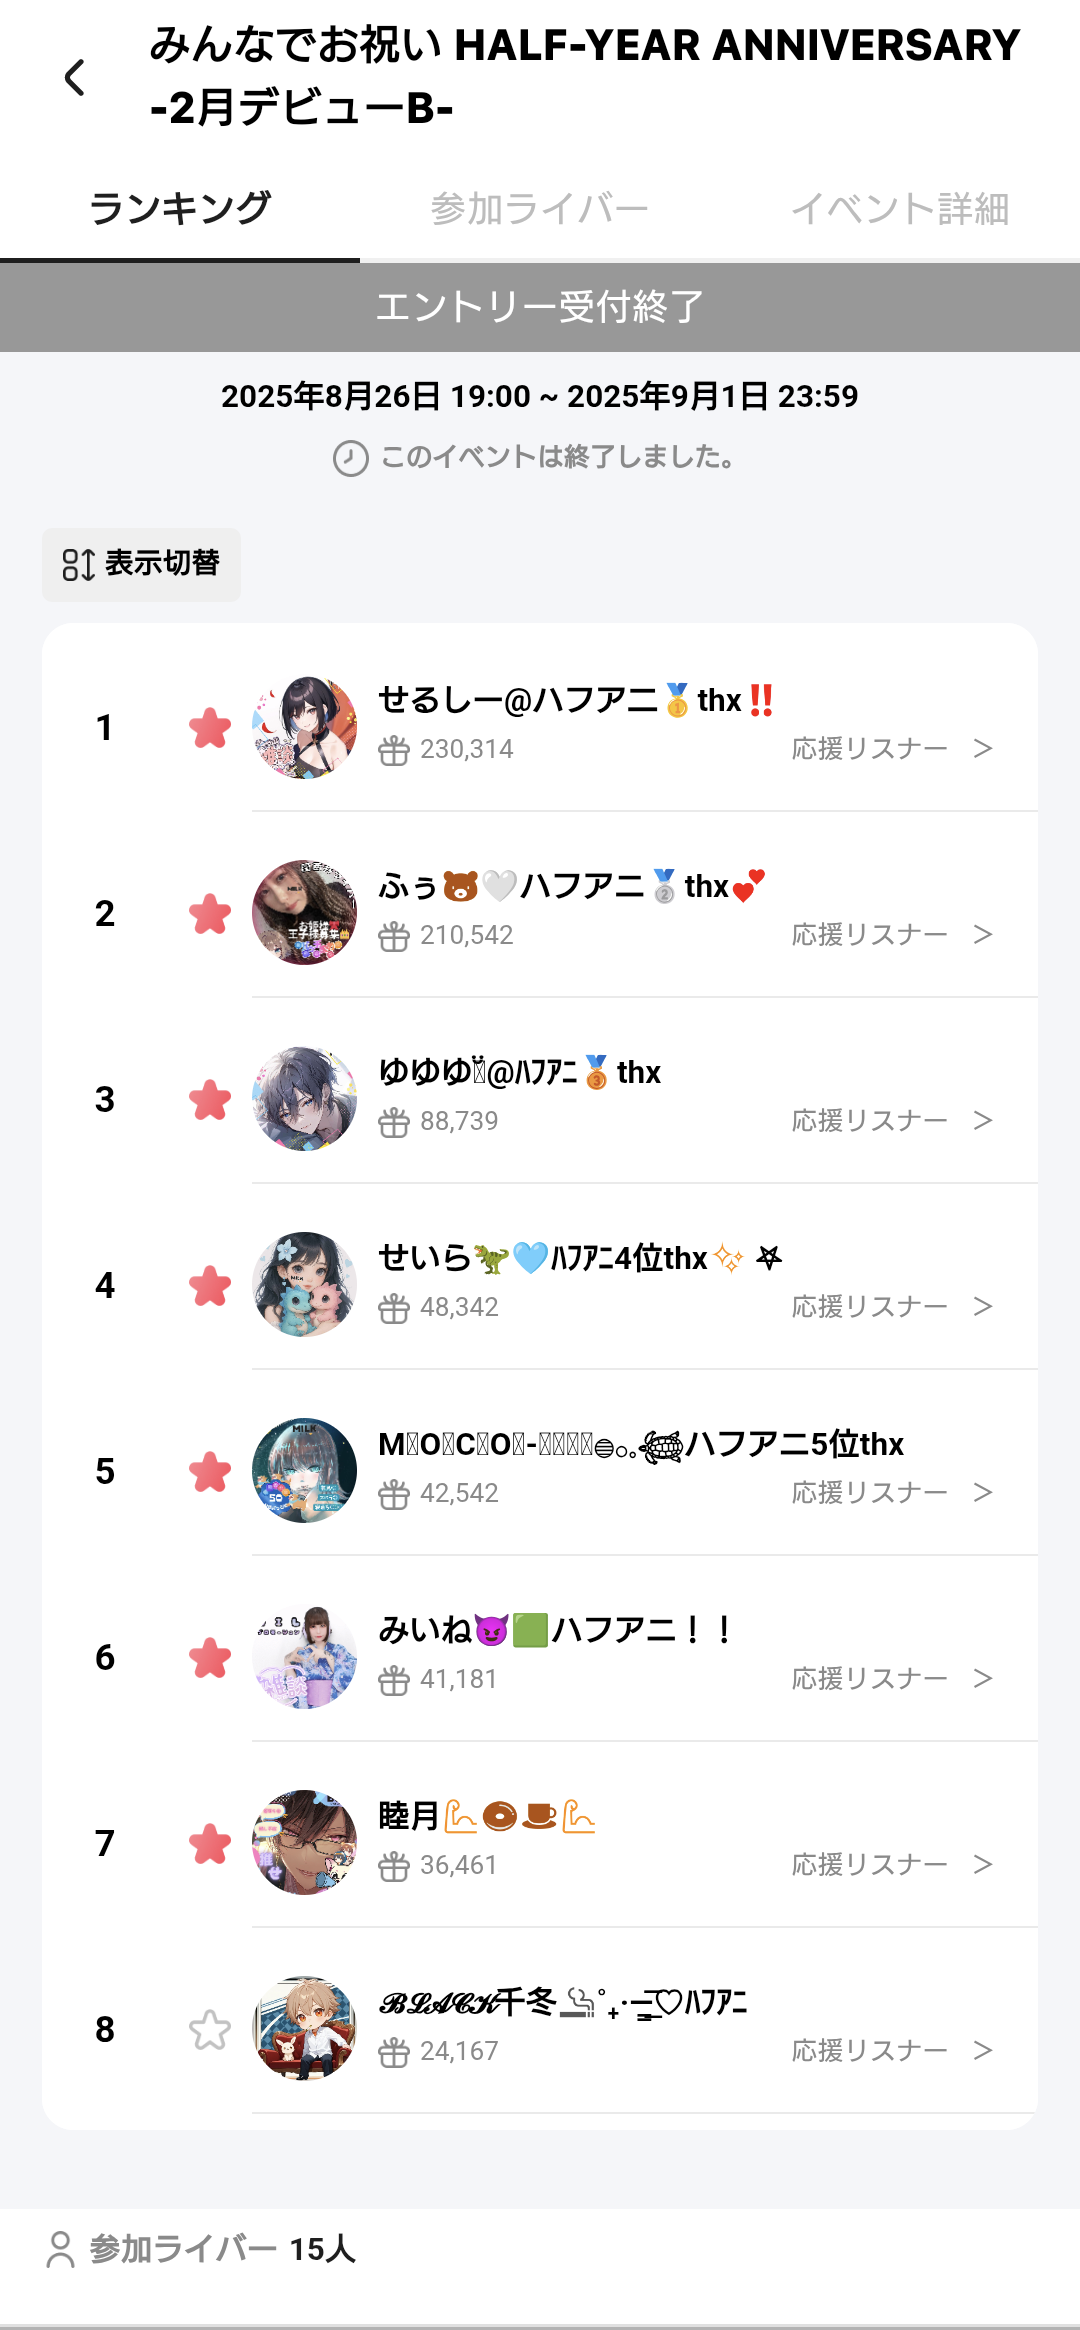 みんなでお祝い HALF-YEAR ANNIVERSARY
-2月デビューB-
ランキング 参加ライバー イベント詳細
エントリー受付終了
2025年8月26日 19:00 ~ 2025年9月1日 23:59
このイベントは終了しました。
表示切替
1
せるしー@ハフアニ🥇thx‼️
230,314 応援リスナー >
2
ふぅ🐻🤍ハフアニ🥈thx💕
210,542 応援リスナー >
3
ゆゆゆ@ﾊﾌｱﾆ🥉thx
88,739 応援リスナー >
4
せいら🦖🩵ﾊﾌｱﾆ4位thx✨ ⛧
48,342 応援リスナー >
5
MOCO-𓈒𓂂𓆉ハフアニ5位thx
42,542 応援リスナー >
6
みいね😈🟩ハフアニ！！
41,181 応援リスナー >
7
睦月💪🍩☕💪
36,461 応援リスナー >
8
𝓑𝓛𝓐𝓒𝓚千冬🚬˚₊‧♡ﾊﾌｱﾆ
24,167 応援リスナー >
参加ライバー 15人
MILK